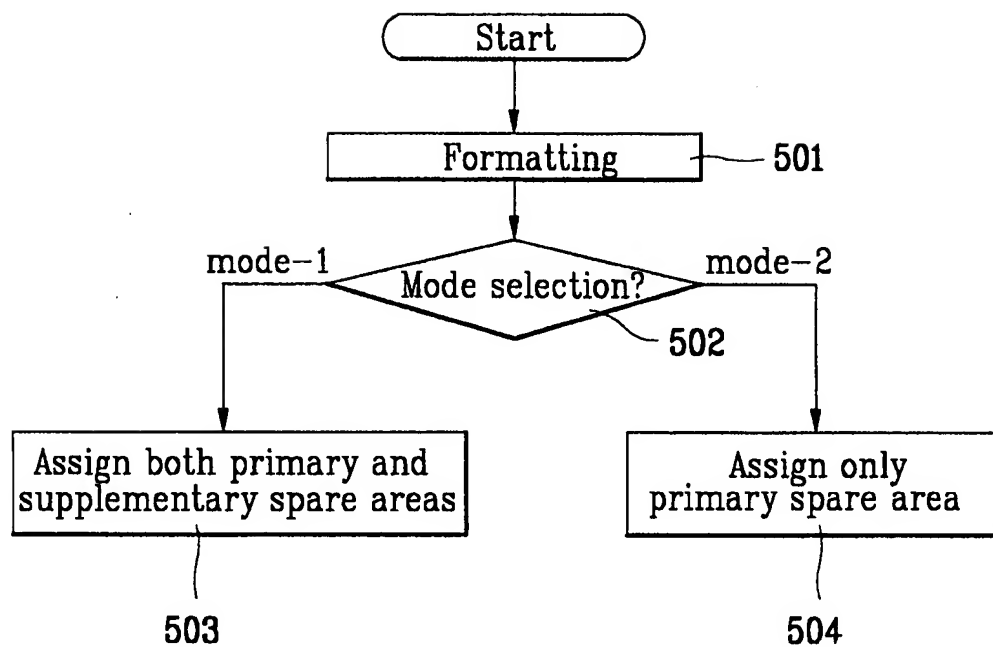 Start
Formatting
501
mode-1
Mode selection?
mode-2
502
Assign both primary and
supplementary spare areas
Assign only
primary spare area
503
504